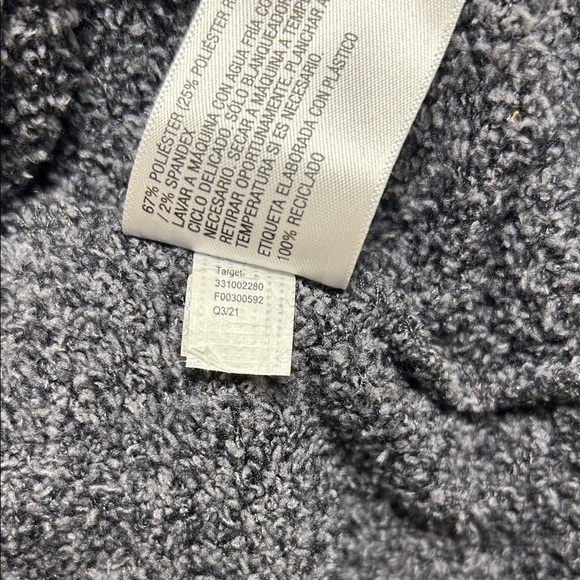 67% POLIÉSTER /25% POLIÉSTER R
/ 2% SPANDEX
LAVAR A MÁQUINA CON AGUA FRÍA CO
CICLO DELICADO. SÓLO BLANQUEADOR
NECESARIO. SECAR A MÁQUINA A TEMP
RETIRAR OPORTUNAMENTE. PLANCHAR A
TEMPERATURA SI ES NECESARIO
ETIQUETA ELABORADA CON PLÁSTICO
100% RECICLADO
Target-
331002280
F00300592
Q3/21